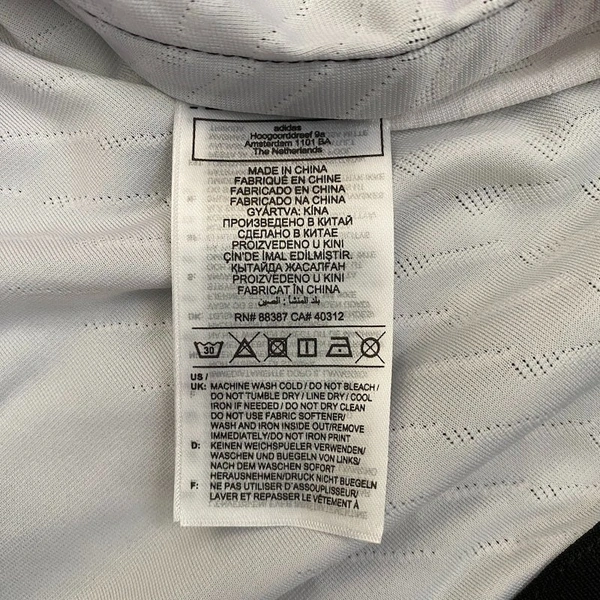 adidas
Hoogoorddreef 9a
Amsterdam 1101 BA
The Netherlands
MADE IN CHINA
FABRIQUÉ EN CHINE
FABRICADO EN CHINA
FABRICADO NA CHINA
GYÁRTVA: KÍNA
ПРОИЗВЕДЕНО В КИТАЙ
СДЕЛАНО В КИТАЕ
PROIZVEDENO U KINI
ÇİN'DE İMAL EDİLMİŞTİR.
ҚЫТАЙДА ЖАСАЛҒАН
PROIZVEDENO U KINI
FABRICAT ÎN CHINA
بلد المنشأ : الصين
RN# 88387 CA# 40312
30
US /
UK: MACHINE WASH COLD / DO NOT BLEACH /
DO NOT TUMBLE DRY / LINE DRY / COOL
IRON IF NEEDED / DO NOT DRY CLEAN
DO NOT USE FABRIC SOFTENER/
WASH AND IRON INSIDE OUT/REMOVE
IMMEDIATELY/DO NOT IRON PRINT
D: KEINEN WEICHSPUELER VERWENDEN/
WASCHEN UND BUEGELN VON LINKS/
NACH DEM WASCHEN SOFORT
HERAUSNEHMEN/DRUCK NICHT BUEGELN
F: NE PAS UTILISER D'ASSOUPLISSEUR/
LAVER ET REPASSER LE VÊTEMENT À